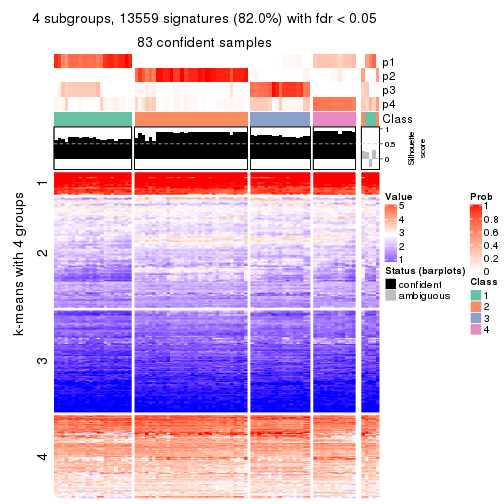 4 subgroups, 13559 signatures (82.0%) with fdr < 0.05
83 confident samples
p1
p2
p3
p4
Class
1
0.5
0
Silhouette
score
k-means with 4 groups
1
2
3
4
Value
5
4
3
2
1
Status (barplots)
confident
ambiguous
Prob
1
0.8
0.6
0.4
0.2
0
Class
1
2
3
4